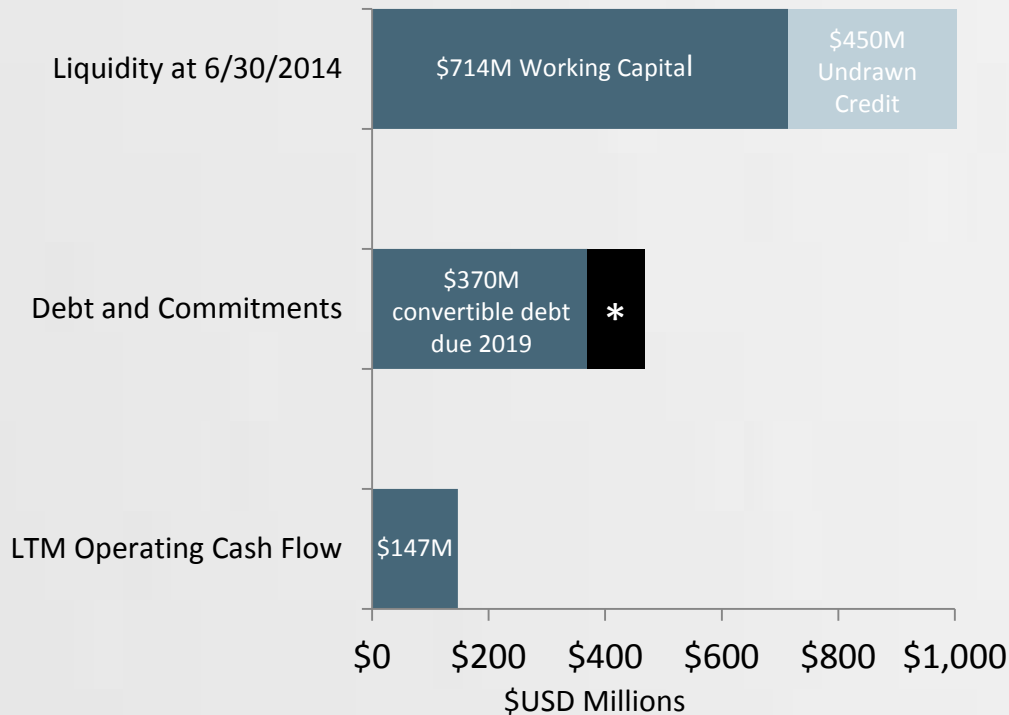 Liquidity at 6/30/2014
$714M Working Capital
$450M
Undrawn
Credit
Debt and Commitments
$370M
convertible debt
due 2019
*
LTM Operating Cash Flow
$147M
$0 $200 $400 $600 $800 $1,000
$USD Millions